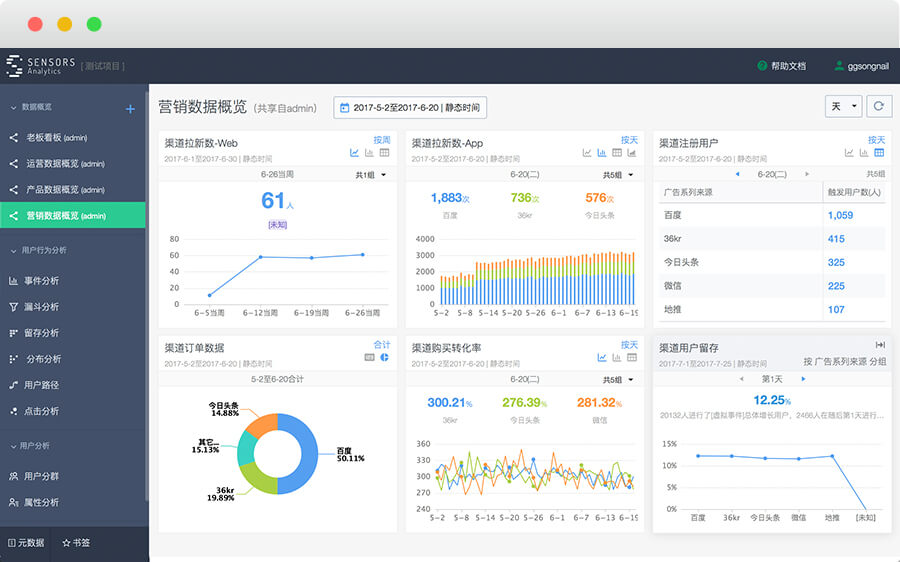 SENSORS
Analytics
[测试项目]
帮助文档
ggsongnail
数据概览
+
老板看板 (admin)
运营数据概览 (admin)
产品数据概览 (admin)
营销数据概览 (admin)
用户行为分析
事件分析
漏斗分析
留存分析
分布分析
用户路径
点击分析
用户分析
用户分群
属性分析
元数据
书签
营销数据概览 (共享自admin)
2017-5-2至2017-6-20 | 静态时间
天
渠道拉新数-Web
按周
2017-6-1至2017-6-30 | 静态时间
6-26当周
共1组
61人
[未知]
80
60
40
20
0
6-5当周 6-12当周 6-19当周 6-26当周
渠道拉新数-App
按天
2017-5-2至2017-6-20 | 静态时间
6-20(二)
共5组
1,883次 736次 576次
百度 36kr 今日头条
4000
3000
2000
1000
0
5-2 5-8 5-14 5-20 5-26 6-1 6-7 6-13 6-19
渠道注册用户
按天
2017-5-2至2017-6-20 | 静态时间
6-20(二)
共5组
广告系列来源 触发用户数(人)
百度 1,059
36kr 415
今日头条 325
微信 225
地推 107
渠道订单数据
合计
2017-5-2至2017-6-20 | 静态时间
5-2至6-20合计
今日头条
14.88%
其它...
15.13%
36kr
19.89%
百度
50.11%
渠道购买转化率
按天
2017-5-2至2017-6-20 | 静态时间
6-20(二)
共5组
300.21% 276.39% 281.32%
36kr 今日头条 微信
360
330
300
270
240
5-2 5-8 5-14 5-20 5-26 6-1 6-7 6-13 6-19
渠道用户留存
2017-7-1至2017-7-25 | 静态时间
按 广告系列来源 分组
第1天
12.25%
20132人进行了[虚拟事件]总体增长用户，2466人在随后第1天进行...
15%
10%
5%
0%
百度 36kr 今日头条 微信 地推 [未知]